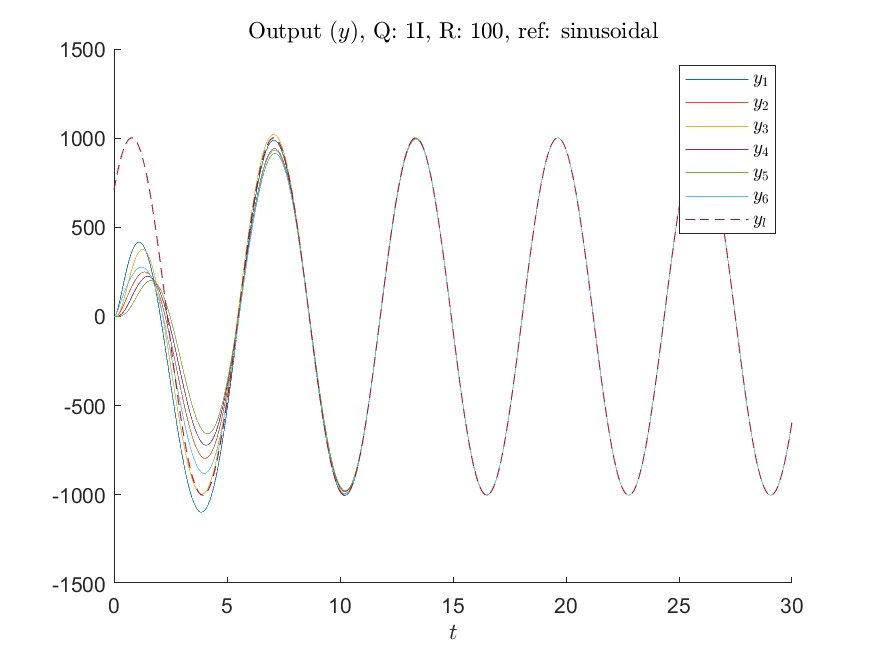 Output (y), Q: 1I, R: 100, ref: sinusoidal
1500
1000
500
0
-500
-1000
-1500
0 5 10 15 20 25 30
t
y₁
y₂
y₃
y₄
y₅
y₆
yₗ